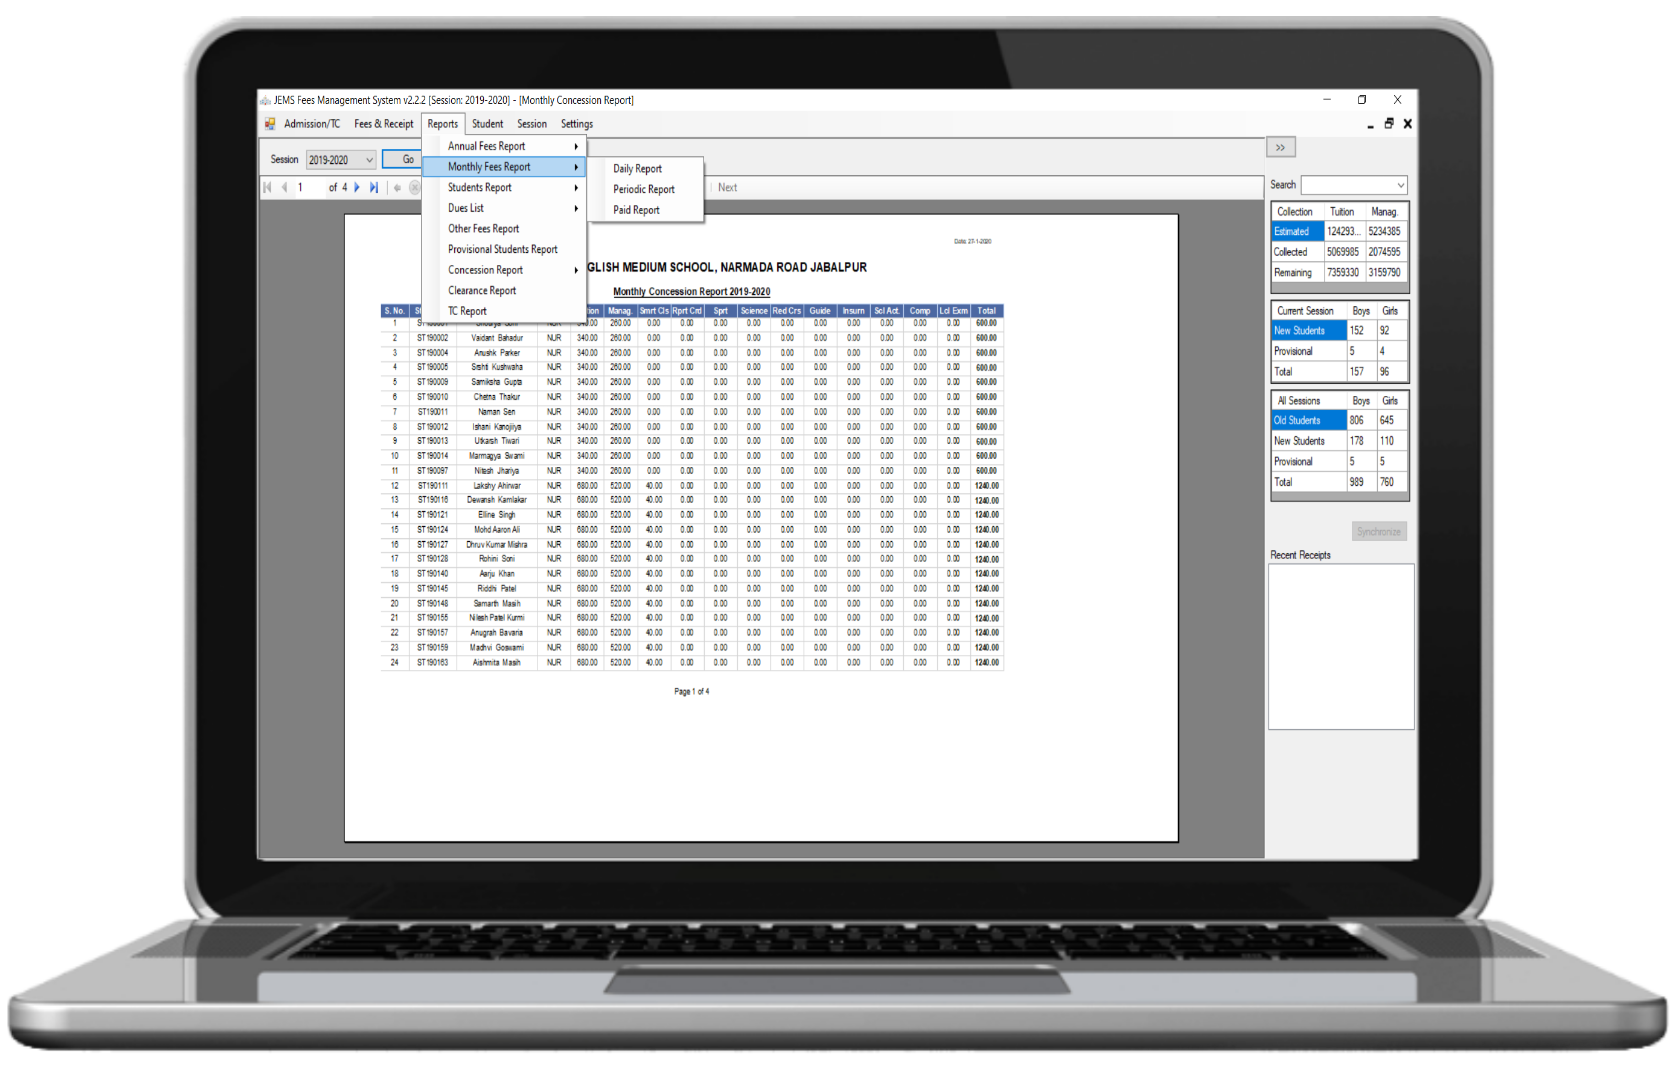 JEMS Fees Management System v2.2.2 [Session: 2019-2020] - [Monthly Concession Report]
Admission/TC Fees & Receipt Reports Student Session Settings
Session 2019-2020 Go
1 of 4 Next
Annual Fees Report
Monthly Fees Report
Students Report
Dues List
Other Fees Report
Provisional Students Report
Concession Report
Clearance Report
TC Report
Daily Report
Periodic Report
Paid Report
Date: 27-1-2020
GLISH MEDIUM SCHOOL, NARMADA ROAD JABALPUR
Monthly Concession Report 2019-2020
S. No. Manag. Smrt Cls Rprt Crd Sprt Science Red Crs Guide Insurn Scl Act. Comp Lcl Exm Total
1 NUR 340.00 260.00 0.00 0.00 0.00 0.00 0.00 0.00 0.00 0.00 0.00 0.00 600.00
2 ST190002 Vaidant Bahadur NUR 340.00 260.00 0.00 0.00 0.00 0.00 0.00 0.00 0.00 0.00 0.00 0.00 600.00
3 ST190004 Anushk Parker NUR 340.00 260.00 0.00 0.00 0.00 0.00 0.00 0.00 0.00 0.00 0.00 0.00 600.00
4 Kushwaha NUR 340.00 260.00 0.00 0.00 0.00 0.00 0.00 0.00 0.00 0.00 0.00 0.00 600.00
5 ST190009 Samiksha Gupta NUR 340.00 260.00 0.00 0.00 0.00 0.00 0.00 0.00 0.00 0.00 0.00 0.00 600.00
6 ST190010 Chetna Thakur NUR 340.00 260.00 0.00 0.00 0.00 0.00 0.00 0.00 0.00 0.00 0.00 0.00 600.00
7 ST190011 Naman Sen NUR 340.00 260.00 0.00 0.00 0.00 0.00 0.00 0.00 0.00 0.00 0.00 0.00 600.00
8 ST190012 Ishani Kanojiya NUR 340.00 260.00 0.00 0.00 0.00 0.00 0.00 0.00 0.00 0.00 0.00 0.00 600.00
9 ST190013 Utkarsh Tiwari NUR 340.00 260.00 0.00 0.00 0.00 0.00 0.00 0.00 0.00 0.00 0.00 0.00 600.00
10 ST190014 Marmagya Swami NUR 340.00 260.00 0.00 0.00 0.00 0.00 0.00 0.00 0.00 0.00 0.00 0.00 600.00
11 ST190097 Nitesh Jhariya NUR 340.00 260.00 0.00 0.00 0.00 0.00 0.00 0.00 0.00 0.00 0.00 0.00 600.00
12 ST190111 Lakshy Ahirwar NUR 680.00 520.00 40.00 0.00 0.00 0.00 0.00 0.00 0.00 0.00 0.00 0.00 1240.00
13 ST190116 Dewansh Kamlakar NUR 680.00 520.00 40.00 0.00 0.00 0.00 0.00 0.00 0.00 0.00 0.00 0.00 1240.00
14 ST190121 Elline Singh NUR 680.00 520.00 40.00 0.00 0.00 0.00 0.00 0.00 0.00 0.00 0.00 0.00 1240.00
15 ST190124 Mohd Aaron Ali NUR 680.00 520.00 40.00 0.00 0.00 0.00 0.00 0.00 0.00 0.00 0.00 0.00 1240.00
16 ST190127 Dhruv Kumar Mishra NUR 680.00 520.00 40.00 0.00 0.00 0.00 0.00 0.00 0.00 0.00 0.00 0.00 1240.00
17 ST190128 Rohini Soni NUR 680.00 520.00 40.00 0.00 0.00 0.00 0.00 0.00 0.00 0.00 0.00 0.00 1240.00
18 ST190140 Aarju Khan NUR 680.00 520.00 40.00 0.00 0.00 0.00 0.00 0.00 0.00 0.00 0.00 0.00 1240.00
19 ST190145 Riddhi Patel NUR 680.00 520.00 40.00 0.00 0.00 0.00 0.00 0.00 0.00 0.00 0.00 0.00 1240.00
20 ST190148 Samarth Masih NUR 680.00 520.00 40.00 0.00 0.00 0.00 0.00 0.00 0.00 0.00 0.00 0.00 1240.00
21 ST190155 Nilesh Patel Kurmi NUR 680.00 520.00 40.00 0.00 0.00 0.00 0.00 0.00 0.00 0.00 0.00 0.00 1240.00
22 ST190157 Anugrah Bavaria NUR 680.00 520.00 40.00 0.00 0.00 0.00 0.00 0.00 0.00 0.00 0.00 0.00 1240.00
23 ST190159 Madhvi Goswami NUR 680.00 520.00 40.00 0.00 0.00 0.00 0.00 0.00 0.00 0.00 0.00 0.00 1240.00
24 ST190163 Aishmita Masih NUR 680.00 520.00 40.00 0.00 0.00 0.00 0.00 0.00 0.00 0.00 0.00 0.00 1240.00
Page 1 of 4
>>
Search
Collection Tuition Manag.
Estimated 124293... 5234385
Collected 5069985 2074595
Remaining 7359330 3159790
Current Session Boys Girls
New Students 152 92
Provisional 5 4
Total 157 96
All Sessions Boys Girls
Old Students 806 645
New Students 178 110
Provisional 5 5
Total 989 760
Synchronize
Recent Receipts